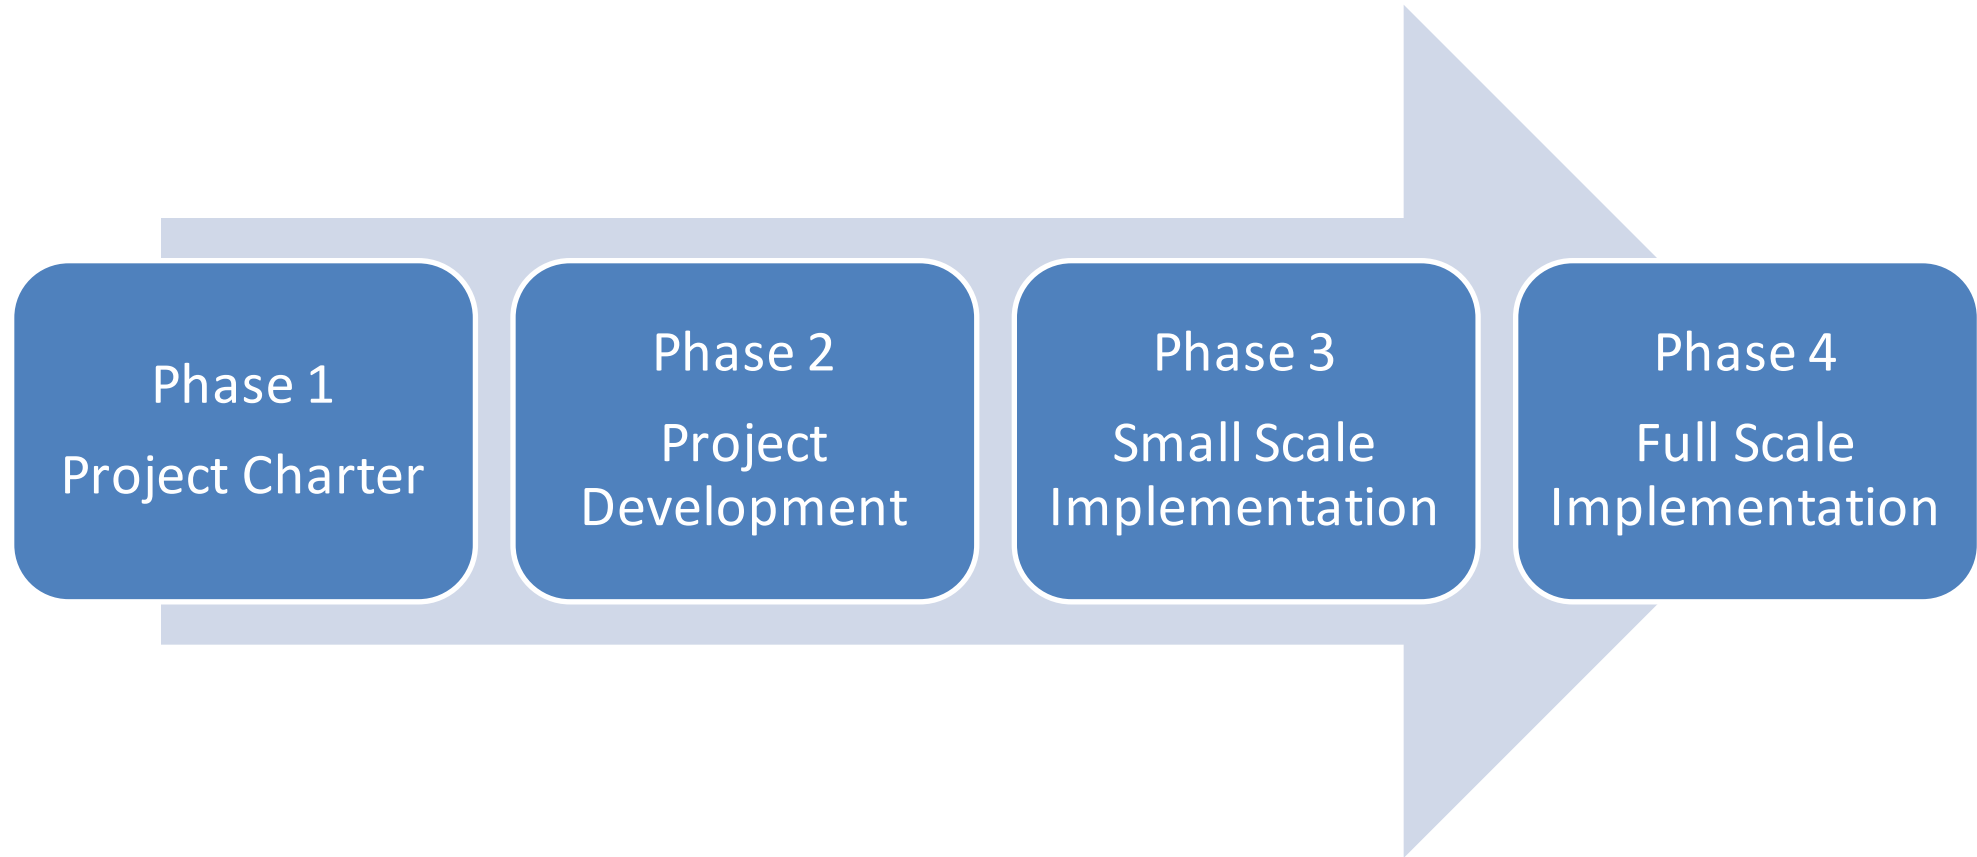 Phase 1
Project Charter
Phase 2
Project
Development
Phase 3
Small Scale
Implementation
Phase 4
Full Scale
Implementation